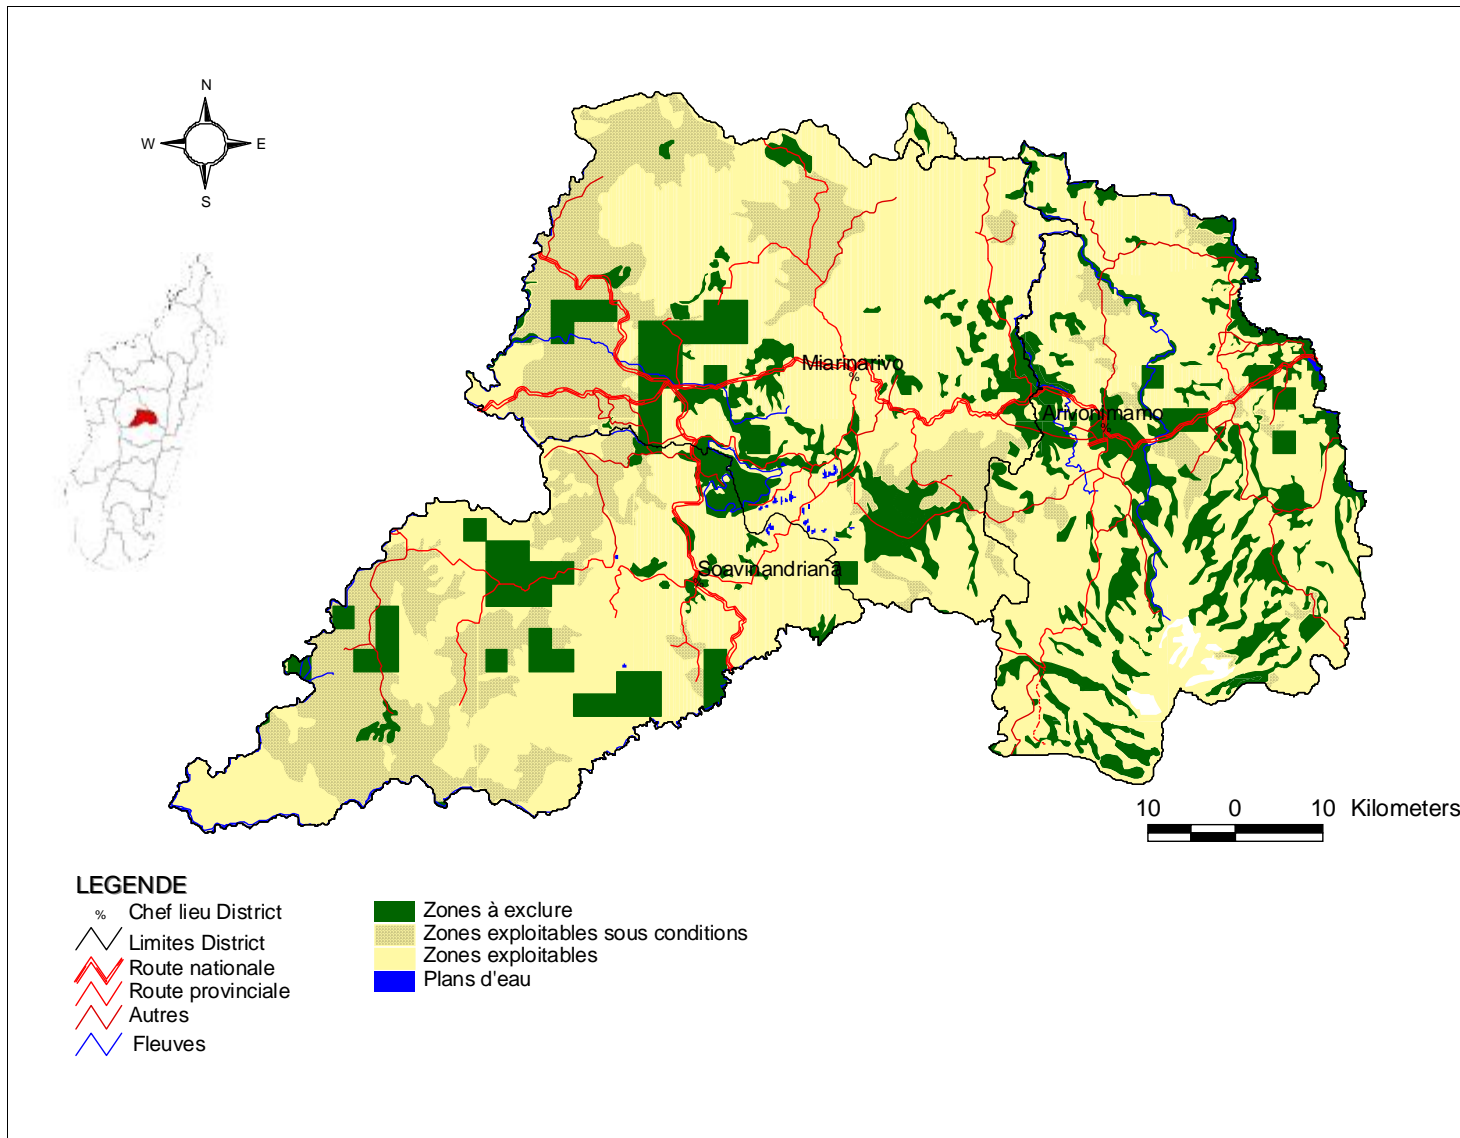 N
W E
S
Miarinarivo
%
Arivonimamo
%
Soavinandriana
10 0 10 Kilometers
LEGENDE
% Chef lieu District
Limites District
Route nationale
Route provinciale
Autres
Fleuves
Zones à exclure
Zones exploitables sous conditions
Zones exploitables
Plans d'eau